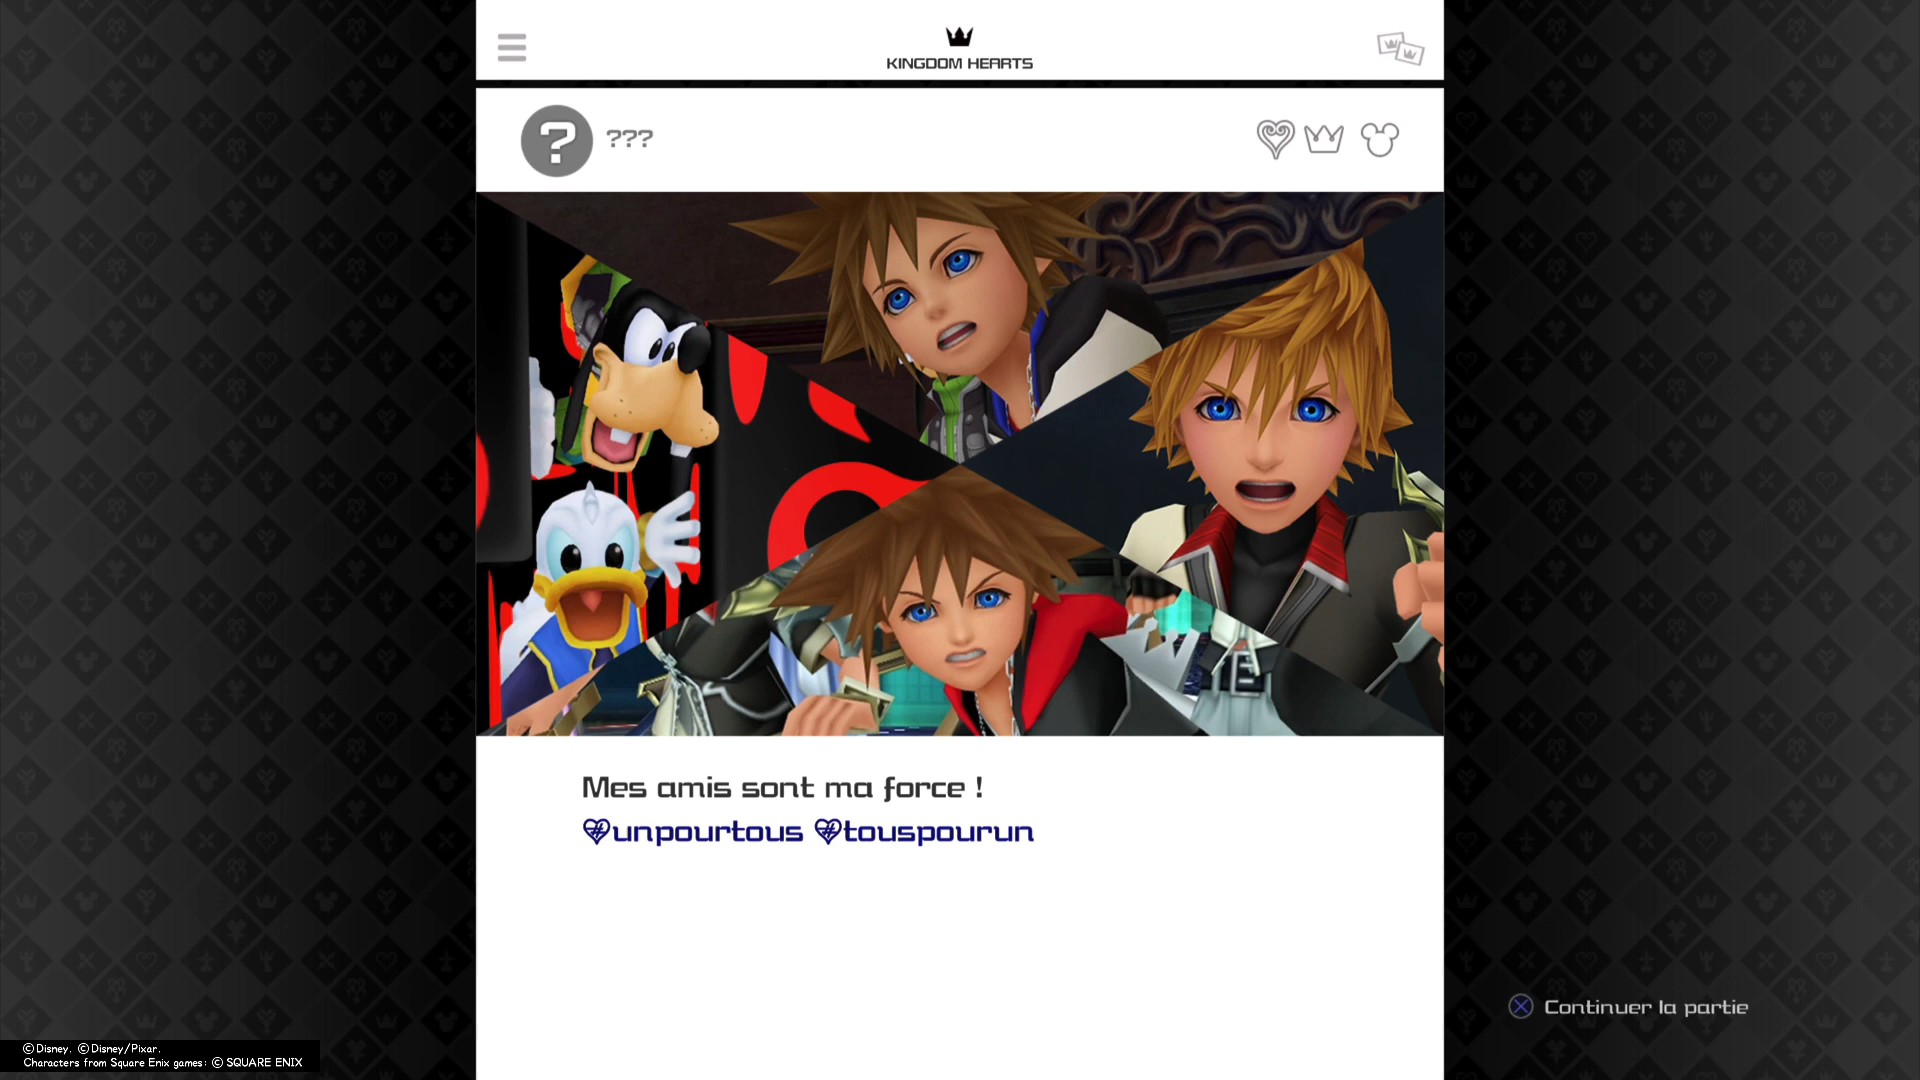 KINGDOM HEARTS
?
???
Mes amis sont ma force !
#unpourtous #touspourun
Continuer la partie
©Disney. ©Disney/Pixar.
Characters from Square Enix games: © SQUARE ENIX